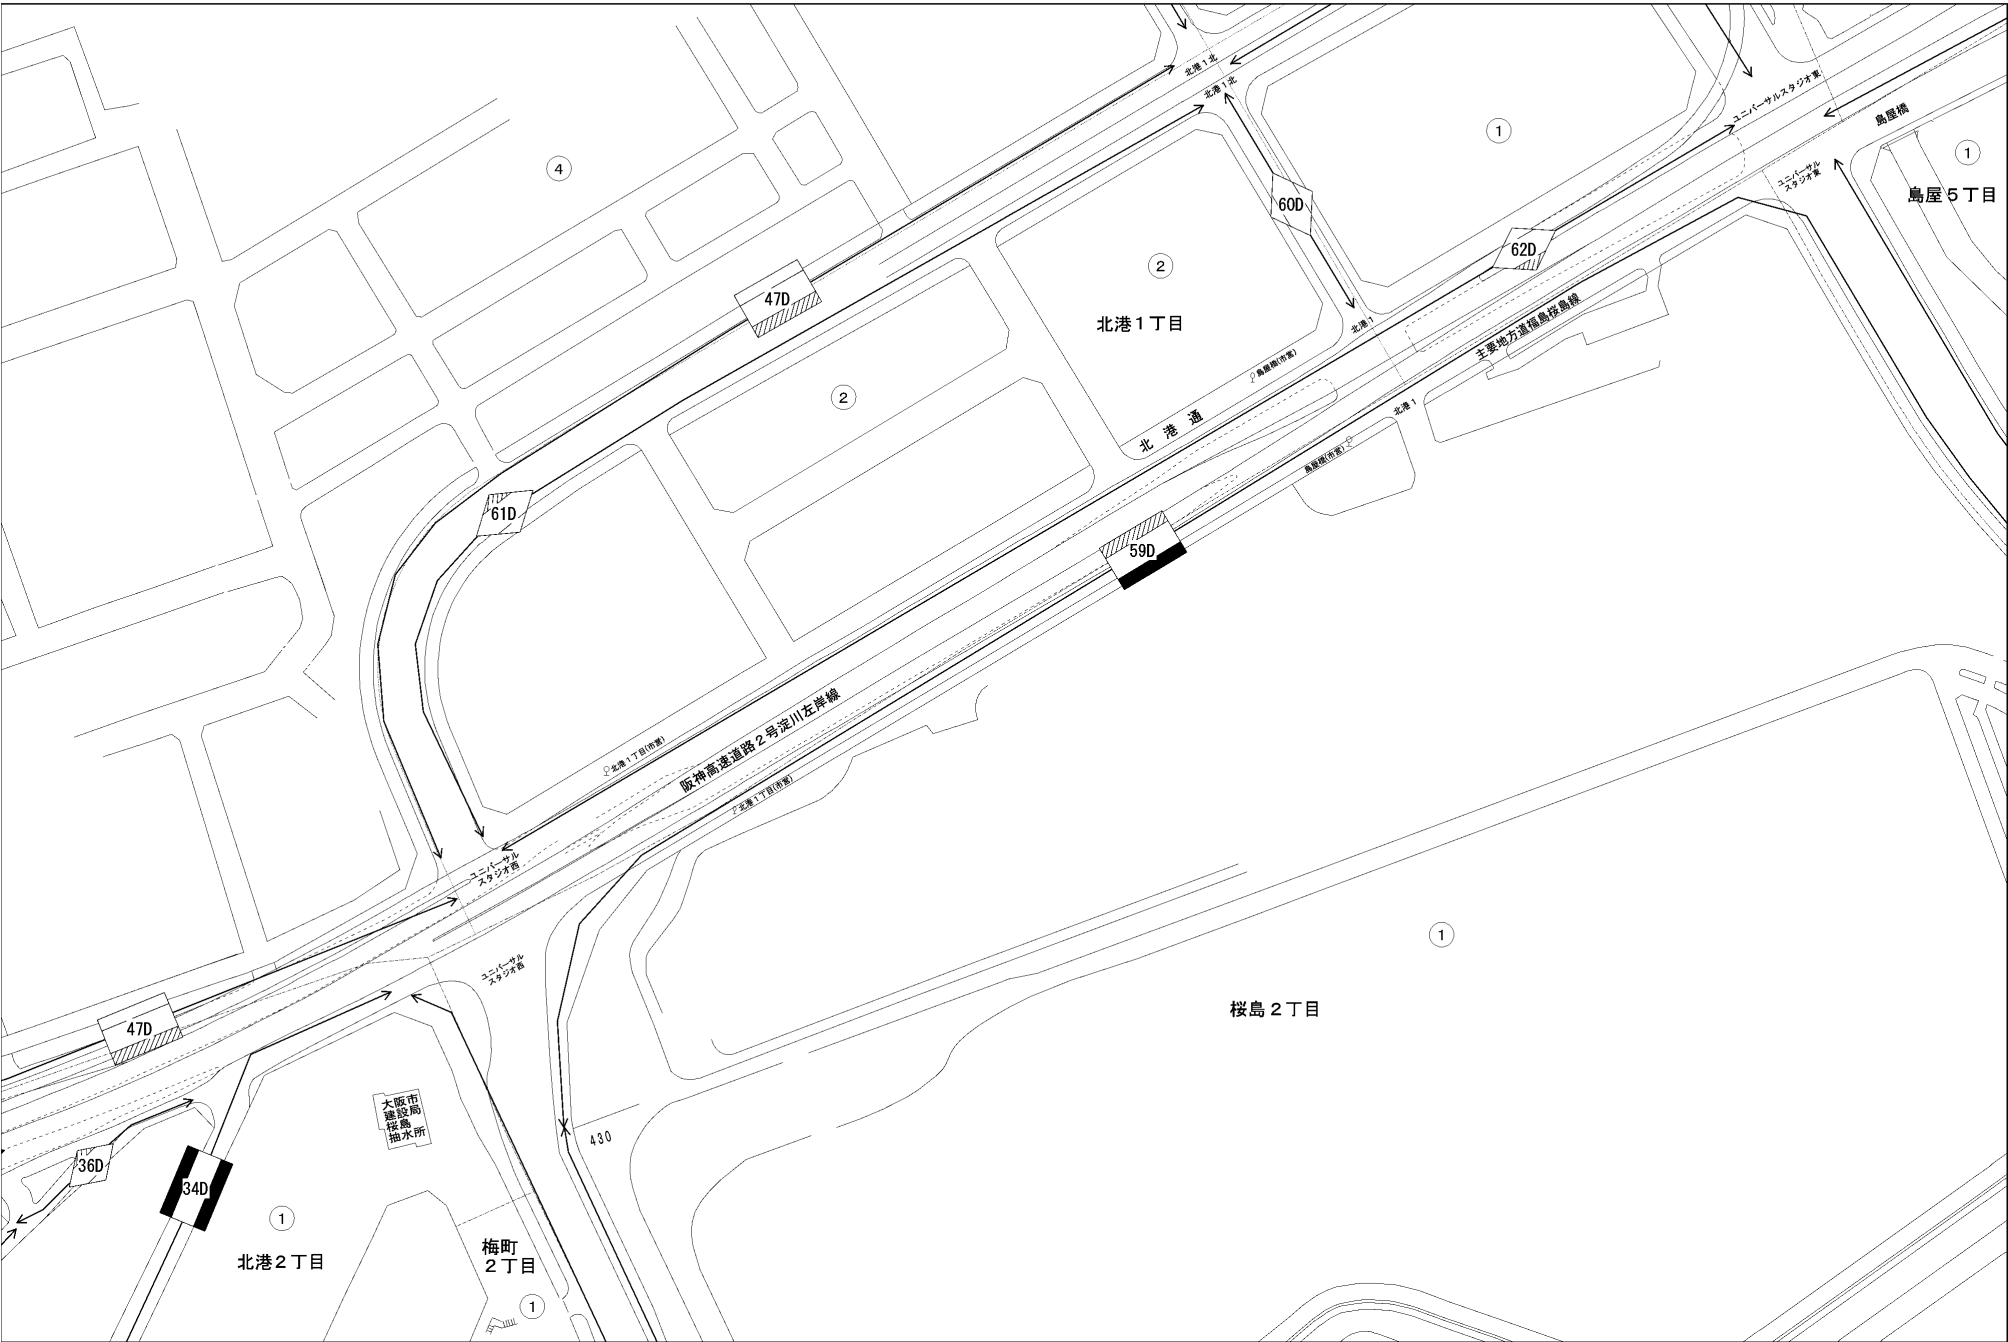 北港1北
北港1北
ユニバーサルスタジオ東
島屋橋
1
1
4
島屋5丁目
ユニバーサル
スタジオ東
60D
62D
2
47D
北港1丁目
北港1
主要地方道福島桜島線
島屋橋(市営)
2
北港1
北港通
島屋橋(市営)
61D
59D
阪神高速道路2号淀川左岸線
北港1丁目(市営)
北港1丁目(市営)
ユニバーサル
スタジオ西
1
ユニバーサル
スタジオ西
桜島2丁目
47D
大阪市
建設局
桜島
抽水所
430
36D
34D
1
梅町
2丁目
北港2丁目
1